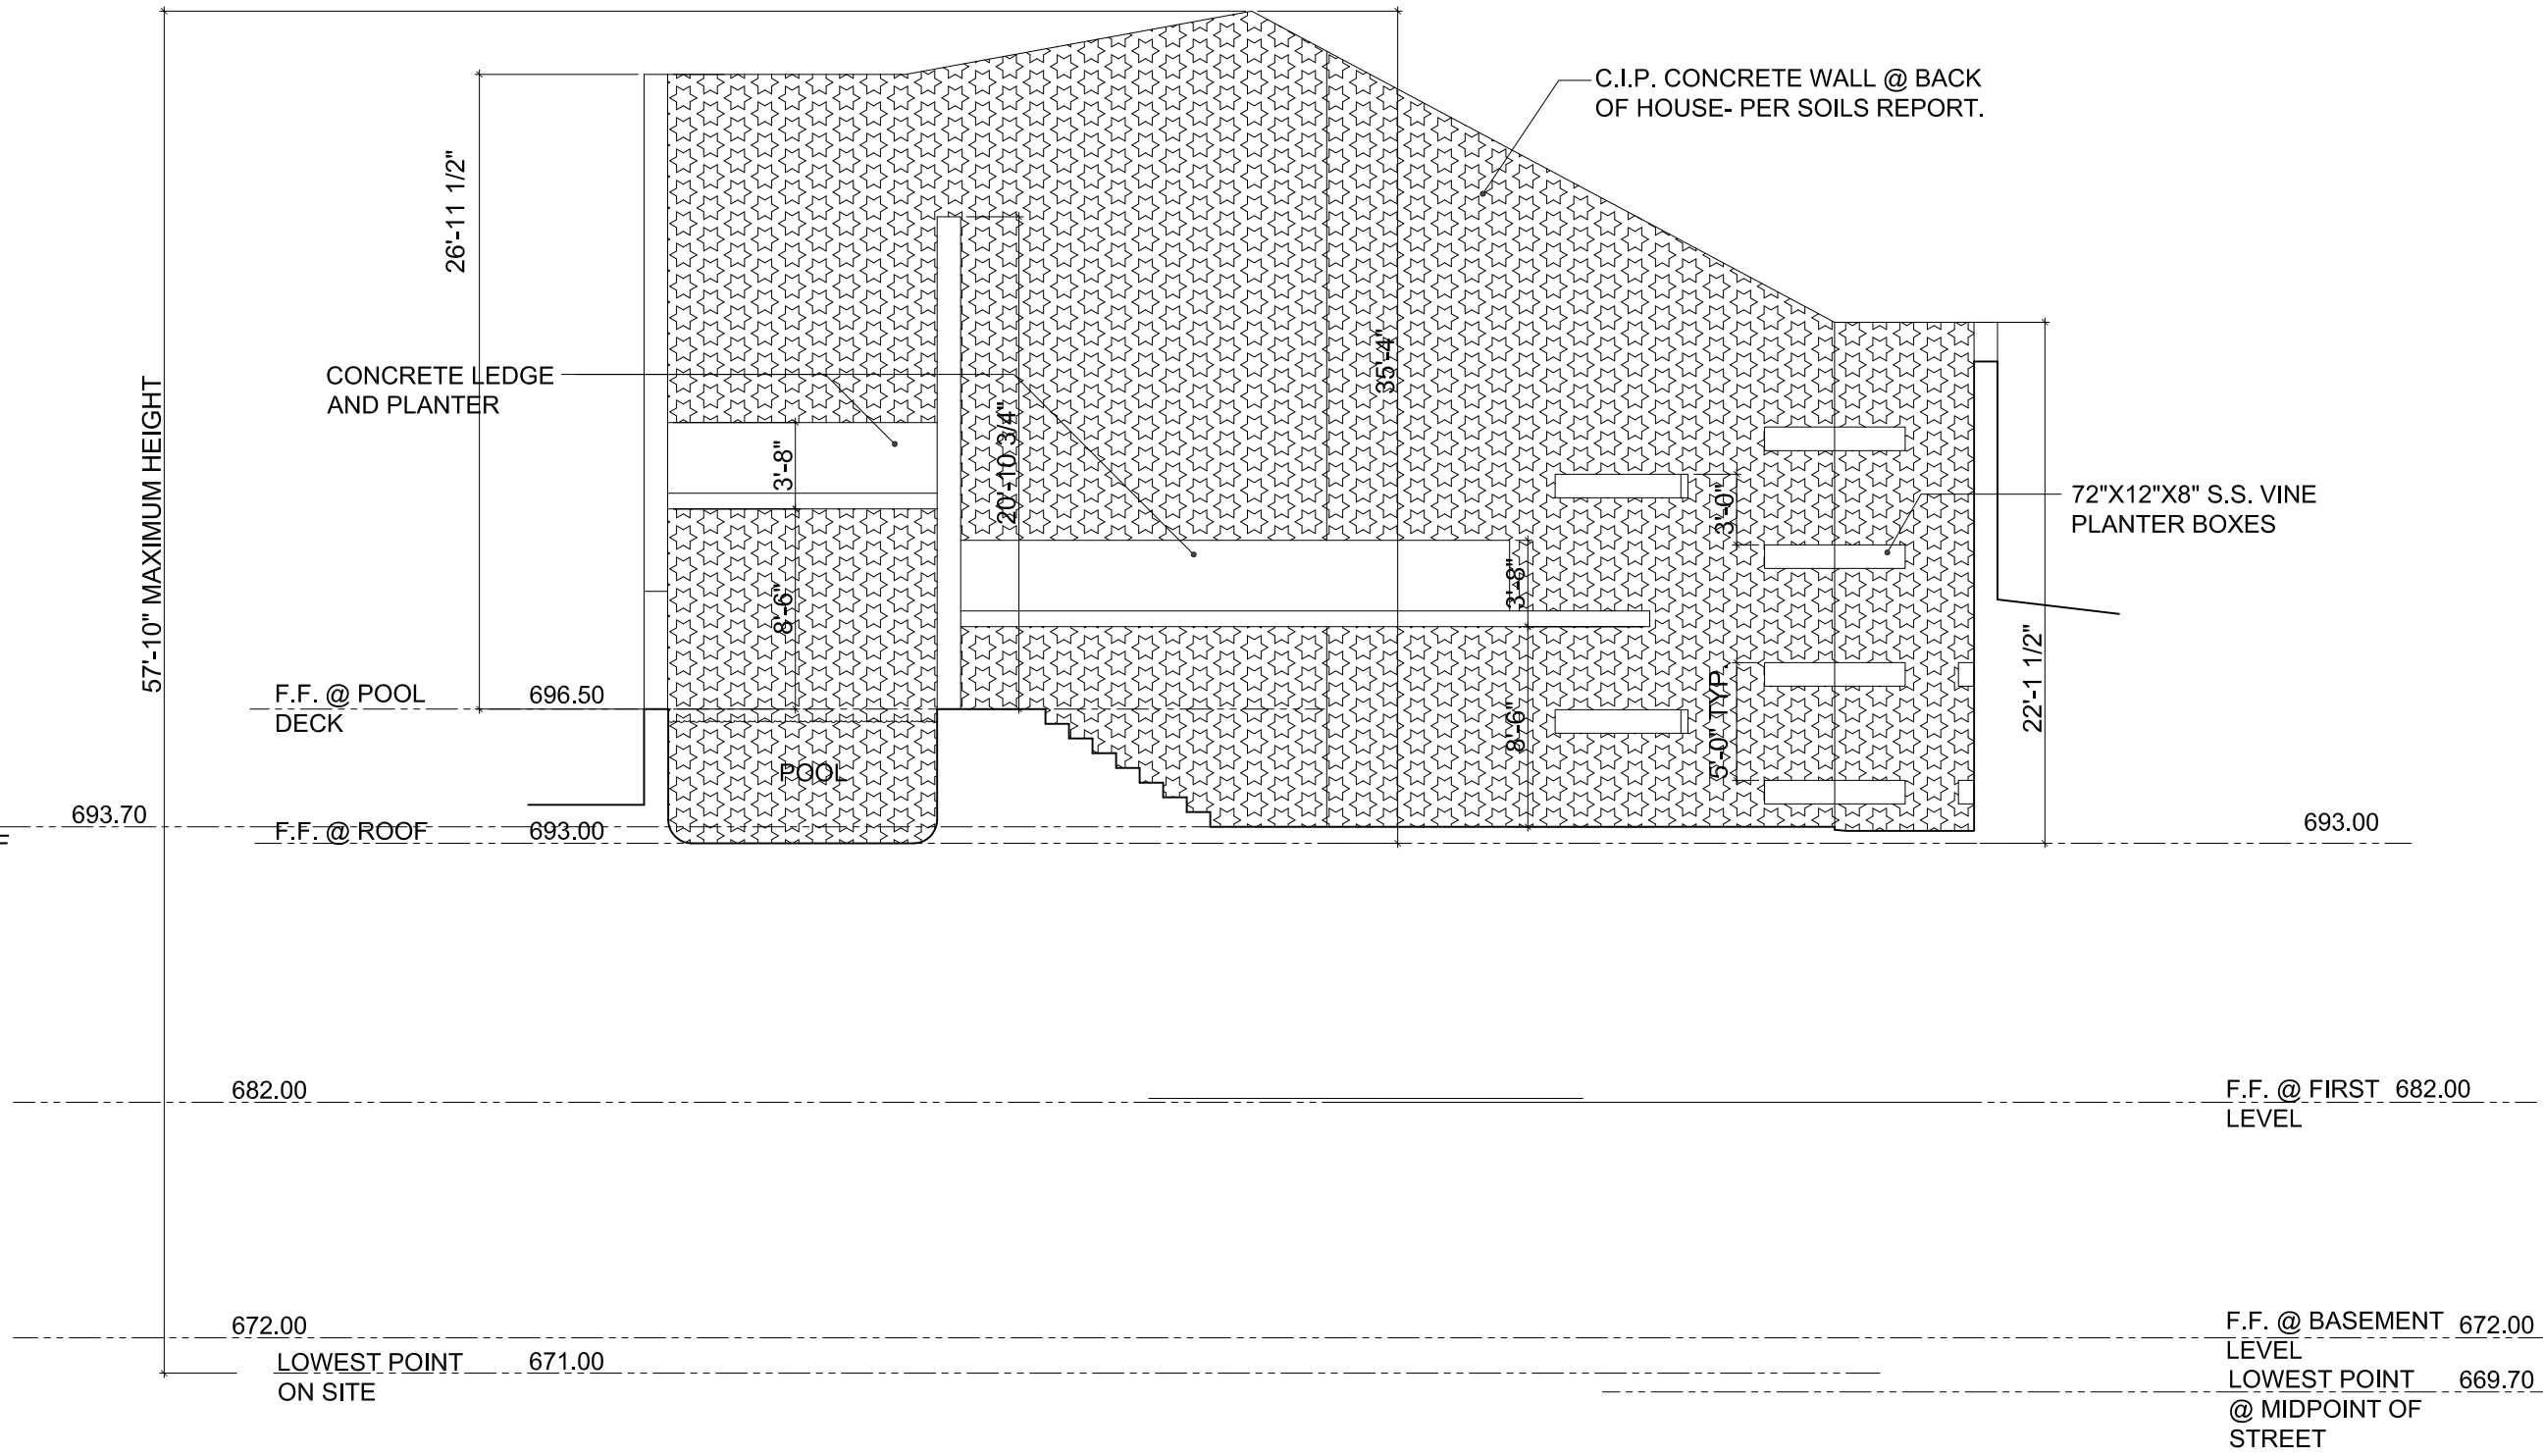 C.I.P. CONCRETE WALL @ BACK
OF HOUSE- PER SOILS REPORT.
26'-11 1/2"
57'-10" MAXIMUM HEIGHT
CONCRETE LEDGE
AND PLANTER
35'-4"
20'-10 3/4"
3'-8"
8'-6"
3'-0"
72"X12"X8" S.S. VINE
PLANTER BOXES
3'-8"
8'-6"
5'-0" TYP.
22'-1 1/2"
F.F. @ POOL 696.50
DECK
POOL
693.70
F.F. @ ROOF 693.00
693.00
682.00
F.F. @ FIRST 682.00
LEVEL
672.00
F.F. @ BASEMENT 672.00
LEVEL
LOWEST POINT 671.00
ON SITE
LOWEST POINT 669.70
@ MIDPOINT OF
STREET